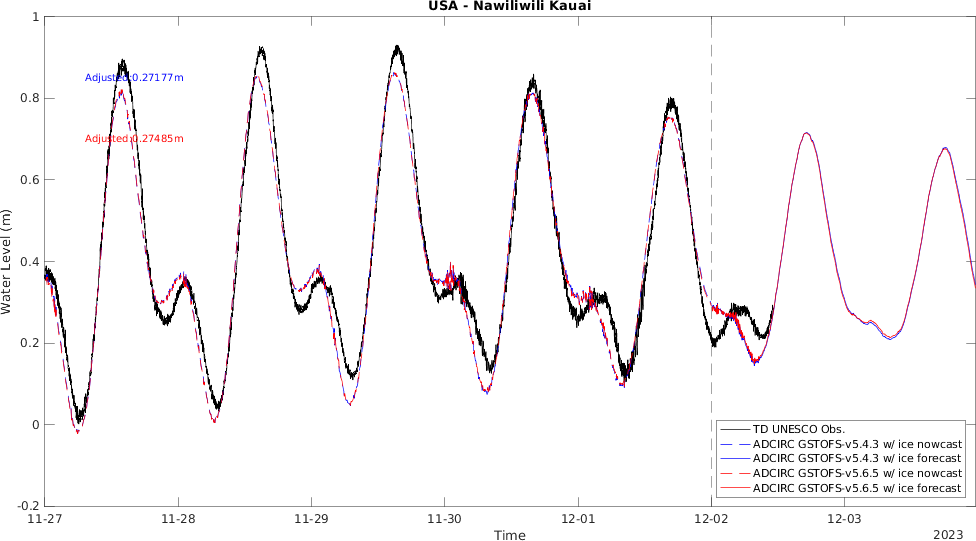 USA - Nawiliwili Kauai
1
0.8
0.6
0.4
0.2
0
-0.2
Water Level (m)
Adjusted:0.27177m
Adjusted:0.27485m
TD UNESCO Obs.
ADCIRC GSTOFS-v5.4.3 w/ ice nowcast
ADCIRC GSTOFS-v5.4.3 w/ ice forecast
ADCIRC GSTOFS-v5.6.5 w/ ice nowcast
ADCIRC GSTOFS-v5.6.5 w/ ice forecast
11-27 11-28 11-29 11-30 12-01 12-02 12-03
Time
2023